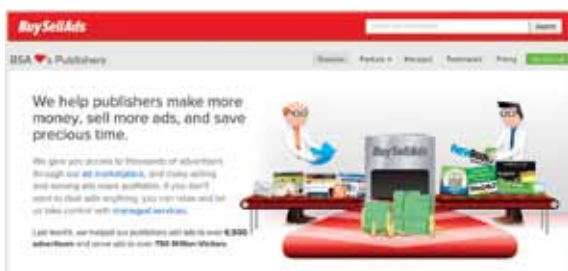 BuySellAds
Search
BSA ♥'s Publishers
Overview Features Managed Testimonials Pricing
We help publishers make more
money, sell more ads, and save
precious time.
We give you access to thousands of advertisers
through our ad marketplace, and make selling
and serving ads more profitable. If you don't
want to deal with anything, you can relax and let
us take control with managed services.
Last month, we helped our publishers sell ads to over
advertisers and serve ads to over 750 Million Visitors.
BuySellAds